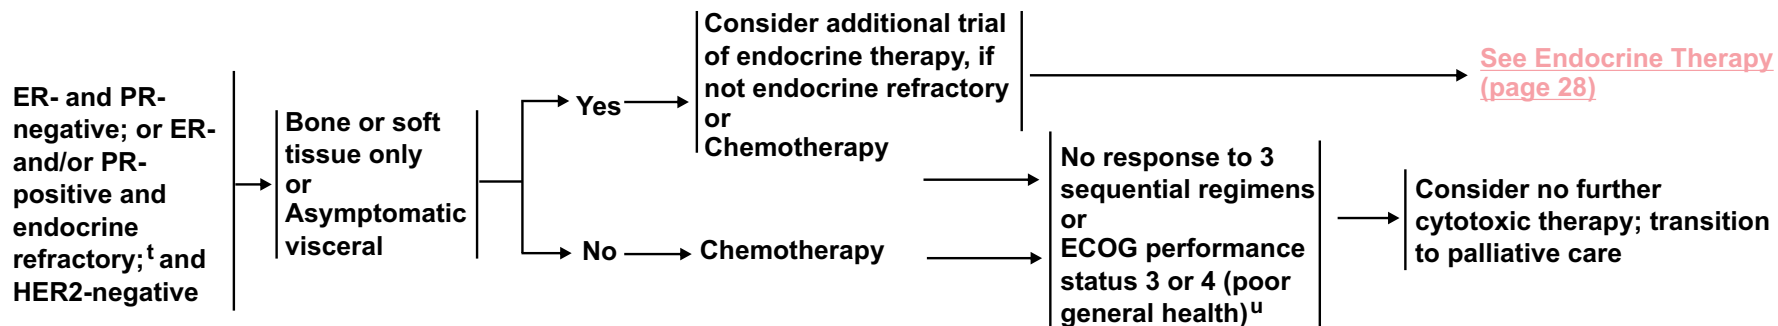 ER- and PR-
negative; or ER-
and/or PR-
positive and
endocrine
refractory;t and
HER2-negative
Bone or soft
tissue only
or
Asymptomatic
visceral
Yes
Consider additional trial
of endocrine therapy, if
not endocrine refractory
or
Chemotherapy
See Endocrine Therapy
(page 28)
No
Chemotherapy
No response to 3
sequential regimens
or
ECOG performance
status 3 or 4 (poor
general health)u
Consider no further
cytotoxic therapy; transition
to palliative care